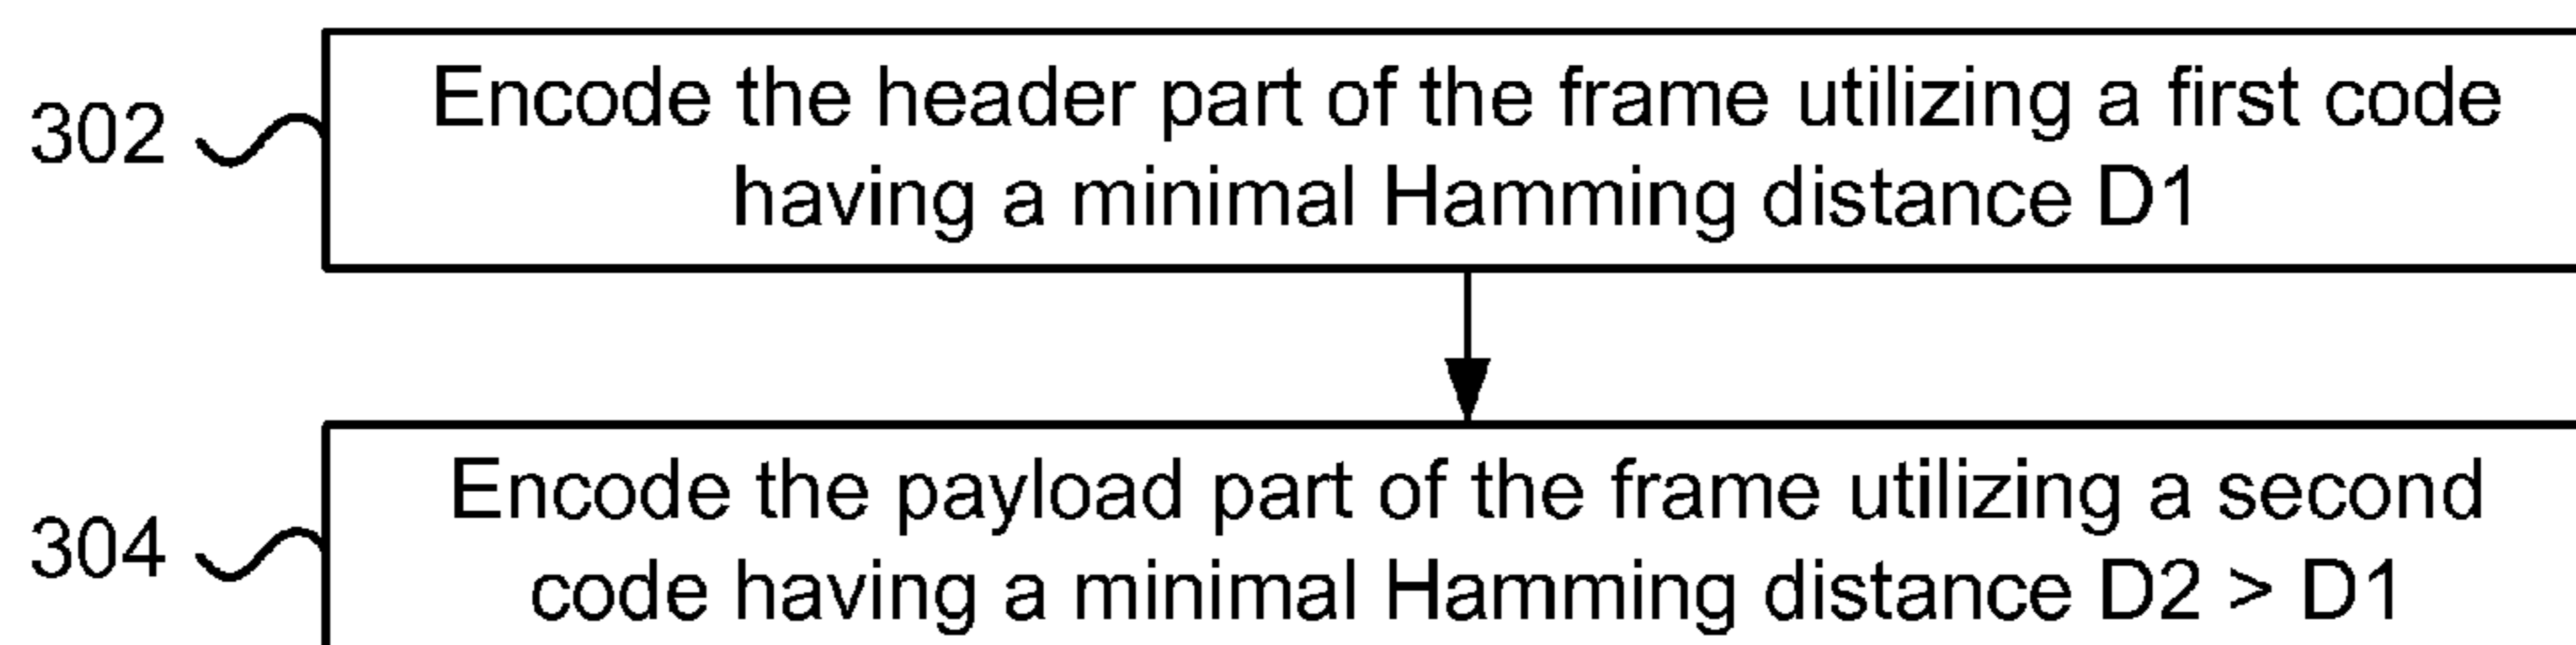 302
Encode the header part of the frame utilizing a first code
having a minimal Hamming distance D1
304
Encode the payload part of the frame utilizing a second
code having a minimal Hamming distance D2 > D1